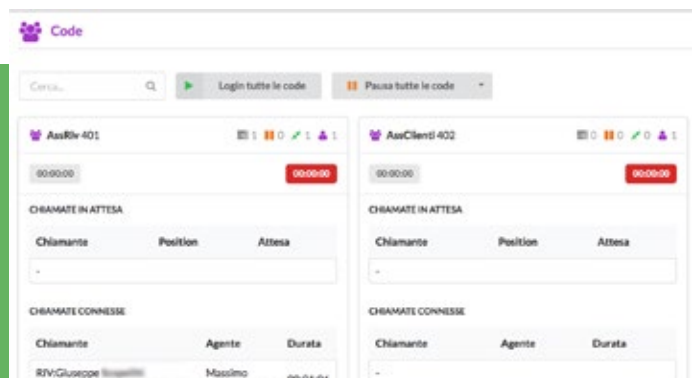 Code
Cerca... Login tutte le code Pausa tutte le code
AssRiv 401 1 0 1 1
00:00:00 00:00:00
CHIAMATE IN ATTESA
Chiamante Position Attesa
-
CHIAMATE CONNESSE
Chiamante Agente Durata
RIV:Giuseppe Massimo
AssClienti 402 0 0 0 1
00:00:00 00:00:00
CHIAMATE IN ATTESA
Chiamante Position Attesa
-
CHIAMATE CONNESSE
Chiamante Agente Durata
-